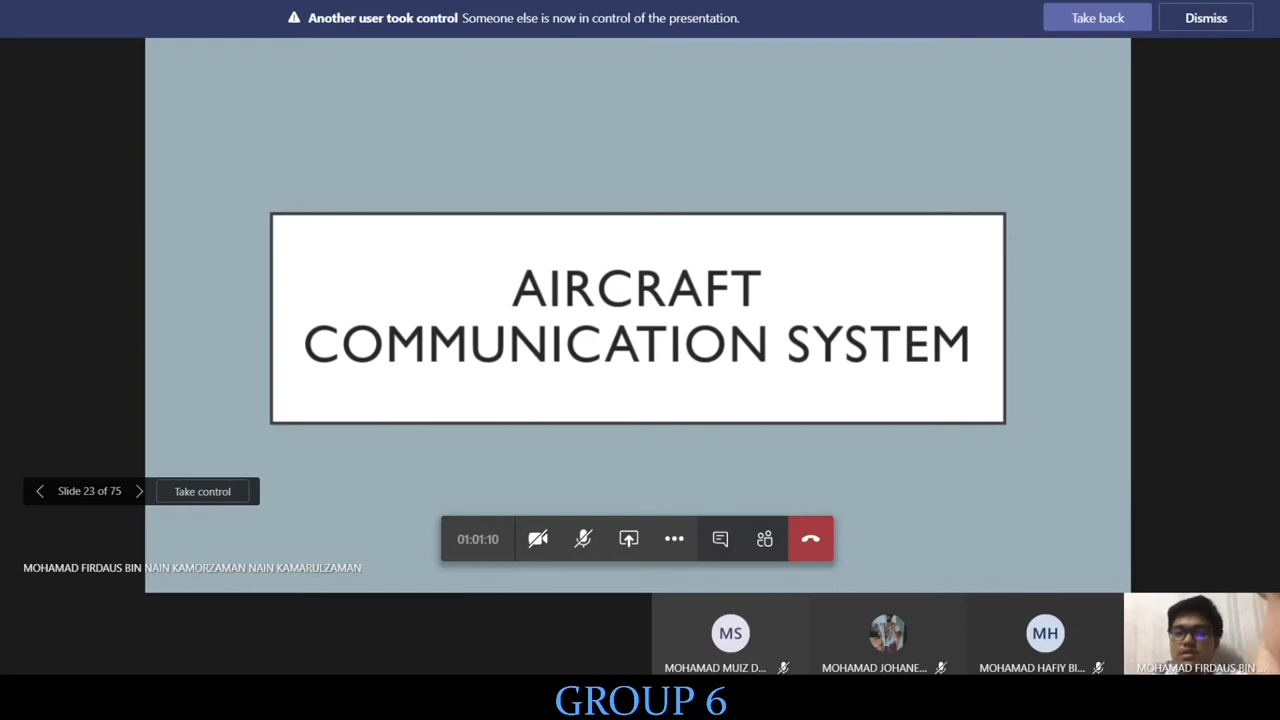 Another user took control Someone else is now in control of the presentation.
Take back
Dismiss
AIRCRAFT
COMMUNICATION SYSTEM
Slide 23 of 75
Take control
01:01:10
MOHAMAD FIRDAUS BIN NAIN KAMORZAMAN NAIN KAMARULZAMAN
MS
MH
MOHAMAD MUIZ D...
MOHAMAD JOHANE...
MOHAMAD HAFIY BI...
MOHAMAD FIRDAUS BIN ...
GROUP 6